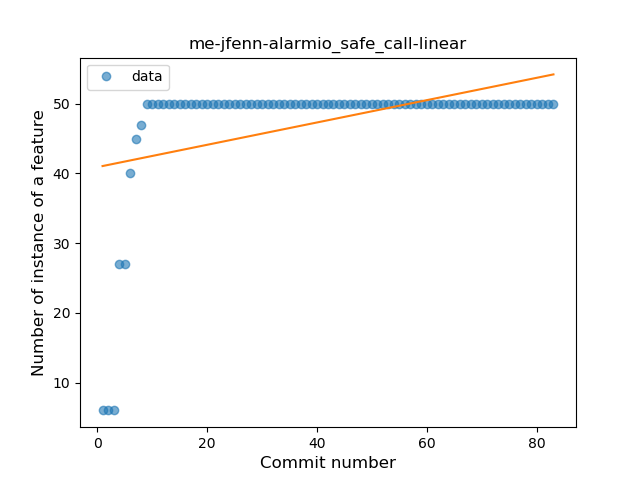 me-jfenn-alarmio_safe_call-linear
data
Number of instance of a feature
50
40
30
20
10
0 20 40 60 80
Commit number